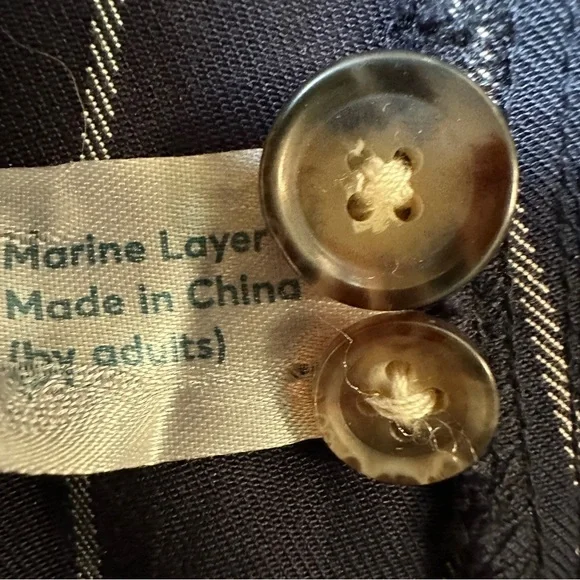 Marine Layer
Made in China
(by adults)